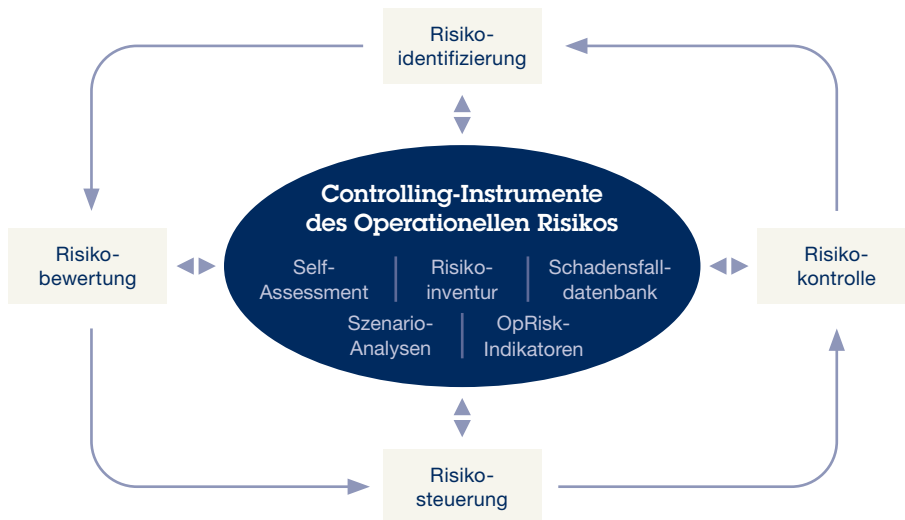 Risiko-
identifizierung
Controlling-Instrumente
des Operationellen Risikos
Risiko-
bewertung
Self-
Assessment
Risiko-
inventur
Schadensfall-
datenbank
Szenario-
Analysen
OpRisk-
Indikatoren
Risiko-
kontrolle
Risiko-
steuerung